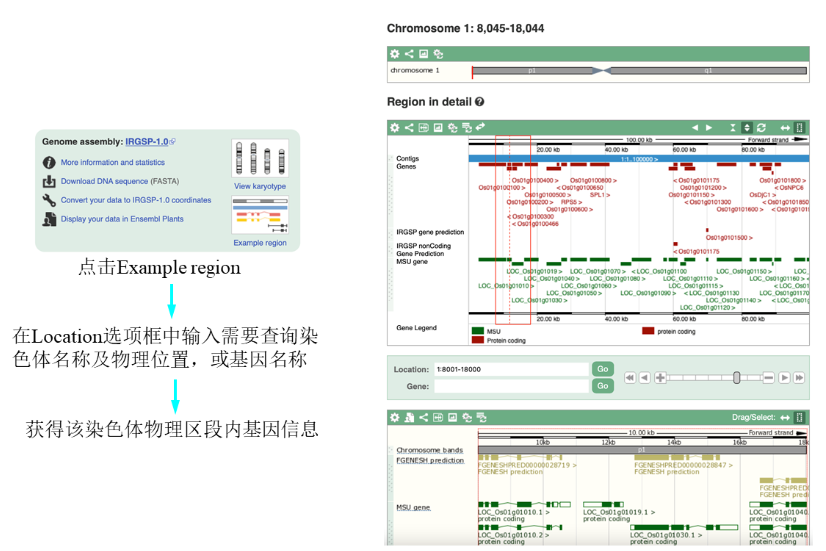 Genome assembly: IRGSP-1.0
More information and statistics
Download DNA sequence (FASTA)
Convert your data to IRGSP-1.0 coordinates
Display your data in Ensembl Plants
View karyotype
Example region
点击Example region
在Location选项框中输入需要查询染
色体名称及物理位置，或基因名称
获得该染色体物理区段内基因信息
Chromosome 1: 8,045-18,044
chromosome 1
p1
q1
Region in detail
100.00 kb
Forward strand
20.00 kb
40.00 kb
60.00 kb
80.00 kb
Contigs
1:1..100000 >
Genes
Os01g0100400 >
Os01g0100800 >
< Os01g0101175
Os01g0101800 >
Os01g0102100 >
< Os01g0100650
Os01g0101200 >
< OsNPC6
Os01g0100500 >
SPL1 >
Os01g0101150 >
OsDjC1 >
Os01g0100200 >
RPS5 >
< Os01g0101300
< Os01g0101850
Os01g0100600 >
Os01g0101600 >
< Os01g01019
< Os01g0100300
< Os01g0100466
IRGSP gene prediction
Os01g0101500 >
IRGSP nonCoding
Gene Prediction
< Os01g0101175
MSU gene
LOC_Os01g01019 >
LOC_Os01g01070 >
< LOC_Os01g01100
LOC_Os01g01150 >
LOC_Os01g01040 >
LOC_Os01g01080 >
< LOC_Os01g01110
LOC_Os01g01160 >
LOC_Os01g01010 >
LOC_Os01g01060 >
< LOC_Os01g01115
LOC_Os01g01170
LOC_Os01g01050 >
LOC_Os01g01090 >
< LOC_Os01g01130
LOC_Os01g01030 >
< LOC_Os01g01140
LOC_Os01g01120 >
20.00 kb
40.00 kb
60.00 kb
80.00 kb
Gene Legend
MSU
protein coding
Protein coding
Location:
1:8001-18000
Go
Gene:
Go
Drag/Select:
10.00 kb
Forward strand
10kb
12kb
14kb
16kb
18k
Chromosome bands
p1
FGENESH prediction
FGENESHPRED00000028719 >
FGENESH prediction
FGENESHPRED00000028847 >
FGENESH prediction
FGENESHPRED
FGENESH pre
MSU gene
LOC_Os01g01010.1 >
protein coding
LOC_Os01g01019.1 >
protein coding
LOC_Os01g01040.
protein coding
LOC_Os01g01010.2 >
protein coding
LOC_Os01g01030.1 >
protein coding
LOC_Os01g01040.
protein coding